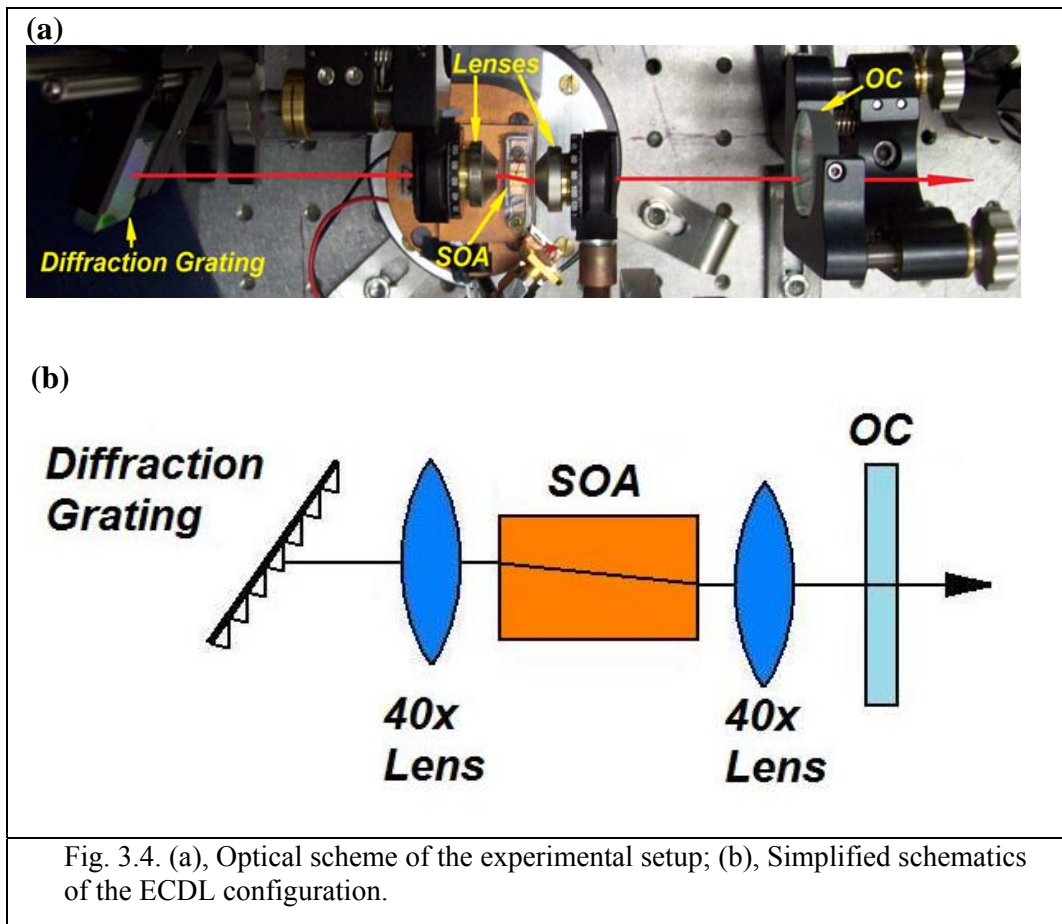 (a)
Lenses
OC
Diffraction Grating
SOA
(b)
Diffraction
Grating
SOA
OC
40x
Lens
40x
Lens
Fig. 3.4. (a), Optical scheme of the experimental setup; (b), Simplified schematics
of the ECDL configuration.